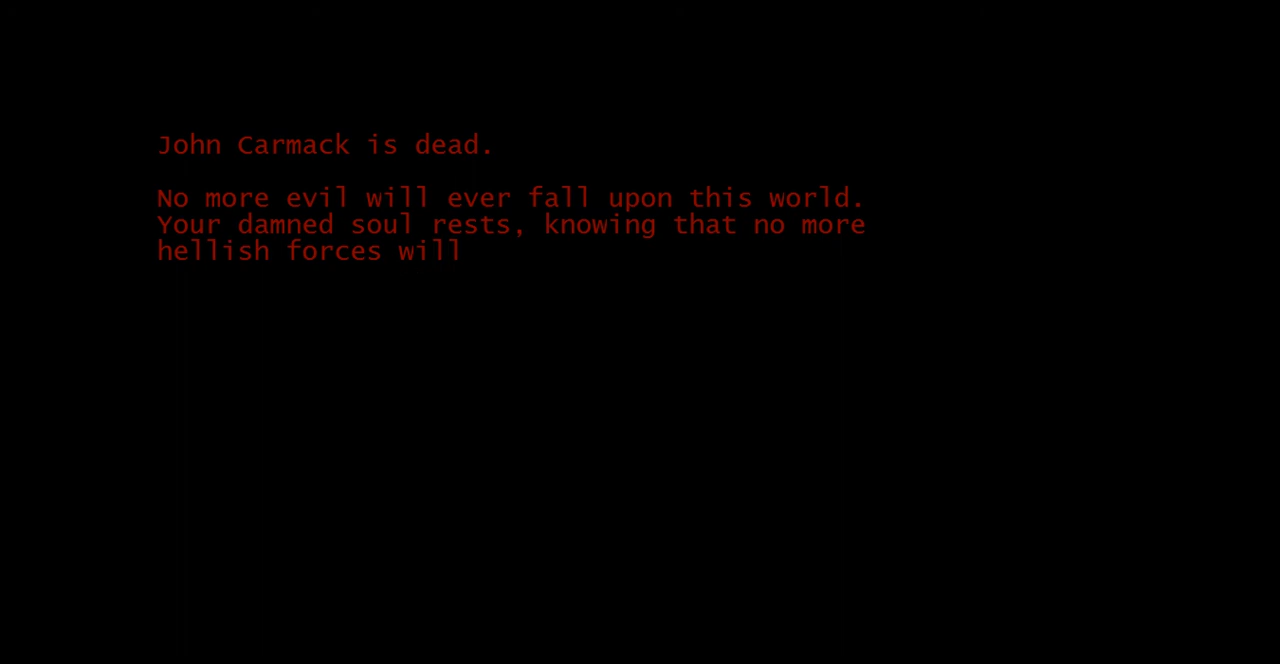 John Carmack is dead.
No more evil will ever fall upon this world.
Your damned soul rests, knowing that no more
hellish forces will